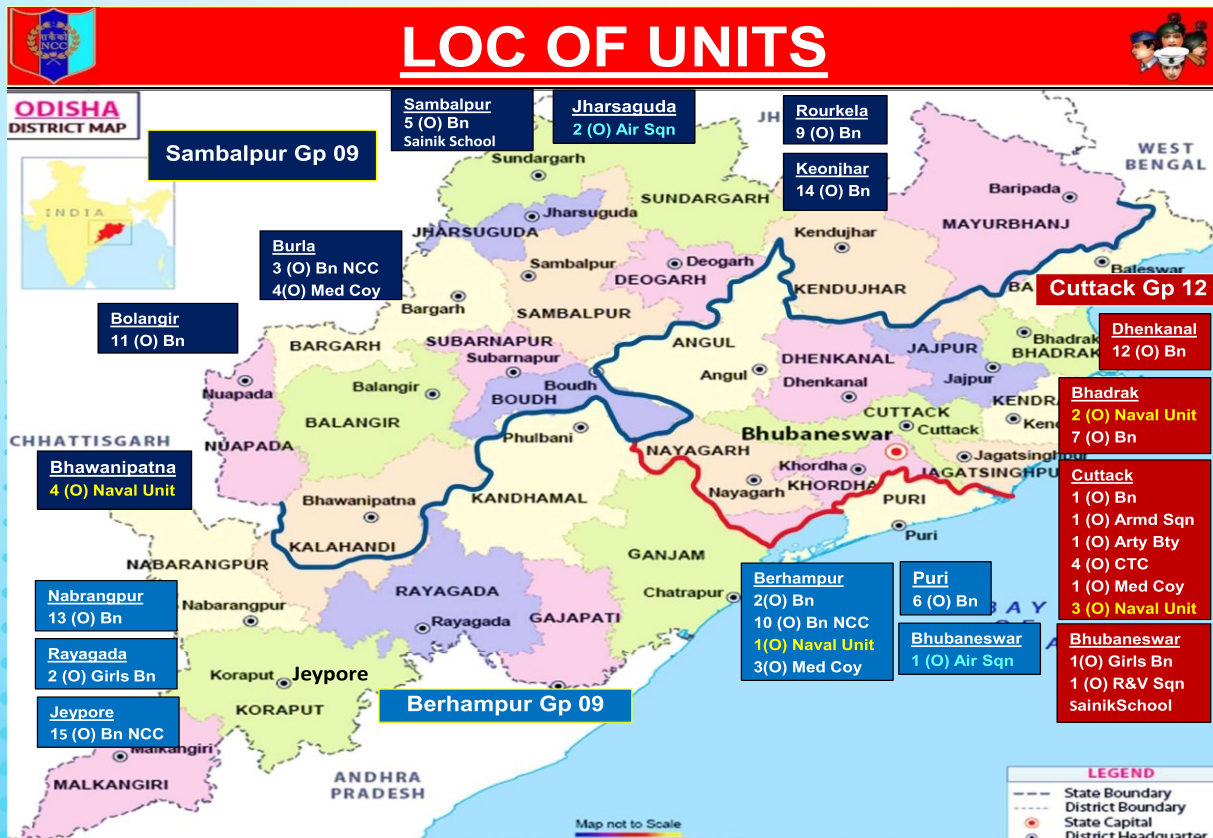 LOC OF UNITS
ODISHA
DISTRICT MAP
INDIA
Sambalpur Gp 09
Sambalpur
5 (O) Bn
Sainik School
Jharsaguda
2 (O) Air Sqn
Rourkela
9 (O) Bn
Keonjhar
14 (O) Bn
JH
WEST
BENGAL
Sundargarh
SUNDARGARH
Baripada
MAYURBHANJ
Jharsuguda
JHARSUGUDA
Kendujhar
KENDUJHAR
Burla
3 (O) Bn NCC
4(O) Med Coy
Sambalpur
SAMBALPUR
Deogarh
DEOGARH
Baleswar
BA
Cuttack Gp 12
Bolangir
11 (O) Bn
Bargarh
BARGARH
SUBARNAPUR
Subarnapur
ANGUL
Angul
DHENKANAL
Dhenkanal
JAJPUR
Jajpur
Bhadrak
BHADRAK
Dhenkanal
12 (O) Bn
Nuapada
NUAPADA
Balangir
BALANGIR
Boudh
BOUDH
CUTTACK
Cuttack
KENDRA
Kend
Bhadrak
2 (O) Naval Unit
7 (O) Bn
CHHATTISGARH
Phulbani
KANDHAMAL
NAYAGARH
Nayagarh
Bhubaneswar
Khordha
KHORDHA
Jagatsinghpur
JAGATSINGHPU
PURI
Puri
Bhawanipatna
4 (O) Naval Unit
Bhawanipatna
KALAHANDI
Cuttack
1 (O) Bn
1 (O) Armd Sqn
1 (O) Arty Bty
4 (O) CTC
1 (O) Med Coy
3 (O) Naval Unit
NABARANGPUR
Nabarangpur
RAYAGADA
Rayagada
GANJAM
Chatrapur
GAJAPATI
Nabrangpur
13 (O) Bn
Berhampur
2(O) Bn
10 (O) Bn NCC
1(O) Naval Unit
3(O) Med Coy
Puri
6 (O) Bn
BAY
Bhubaneswar
1 (O) Air Sqn
Bhubaneswar
1(O) Girls Bn
1 (O) R&V Sqn
SainikSchool
Rayagada
2 (O) Girls Bn
Koraput
Jeypore
KORAPUT
Jeypore
15 (O) Bn NCC
Berhampur Gp 09
Malkangiri
MALKANGIRI
ANDHRA
PRADESH
Map not to Scale
LEGEND
State Boundary
District Boundary
State Capital
District Headquarter